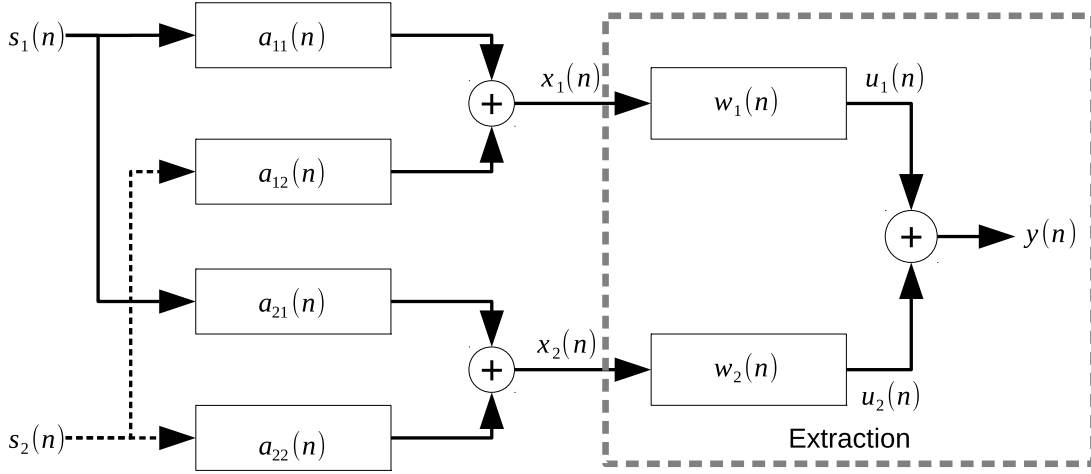 s₁(n)
a₁₁(n)
x₁(n)
w₁(n)
u₁(n)
+
a₁₂(n)
+
y(n)
a₂₁(n)
x₂(n)
w₂(n)
u₂(n)
+
s₂(n)
a₂₂(n)
Extraction